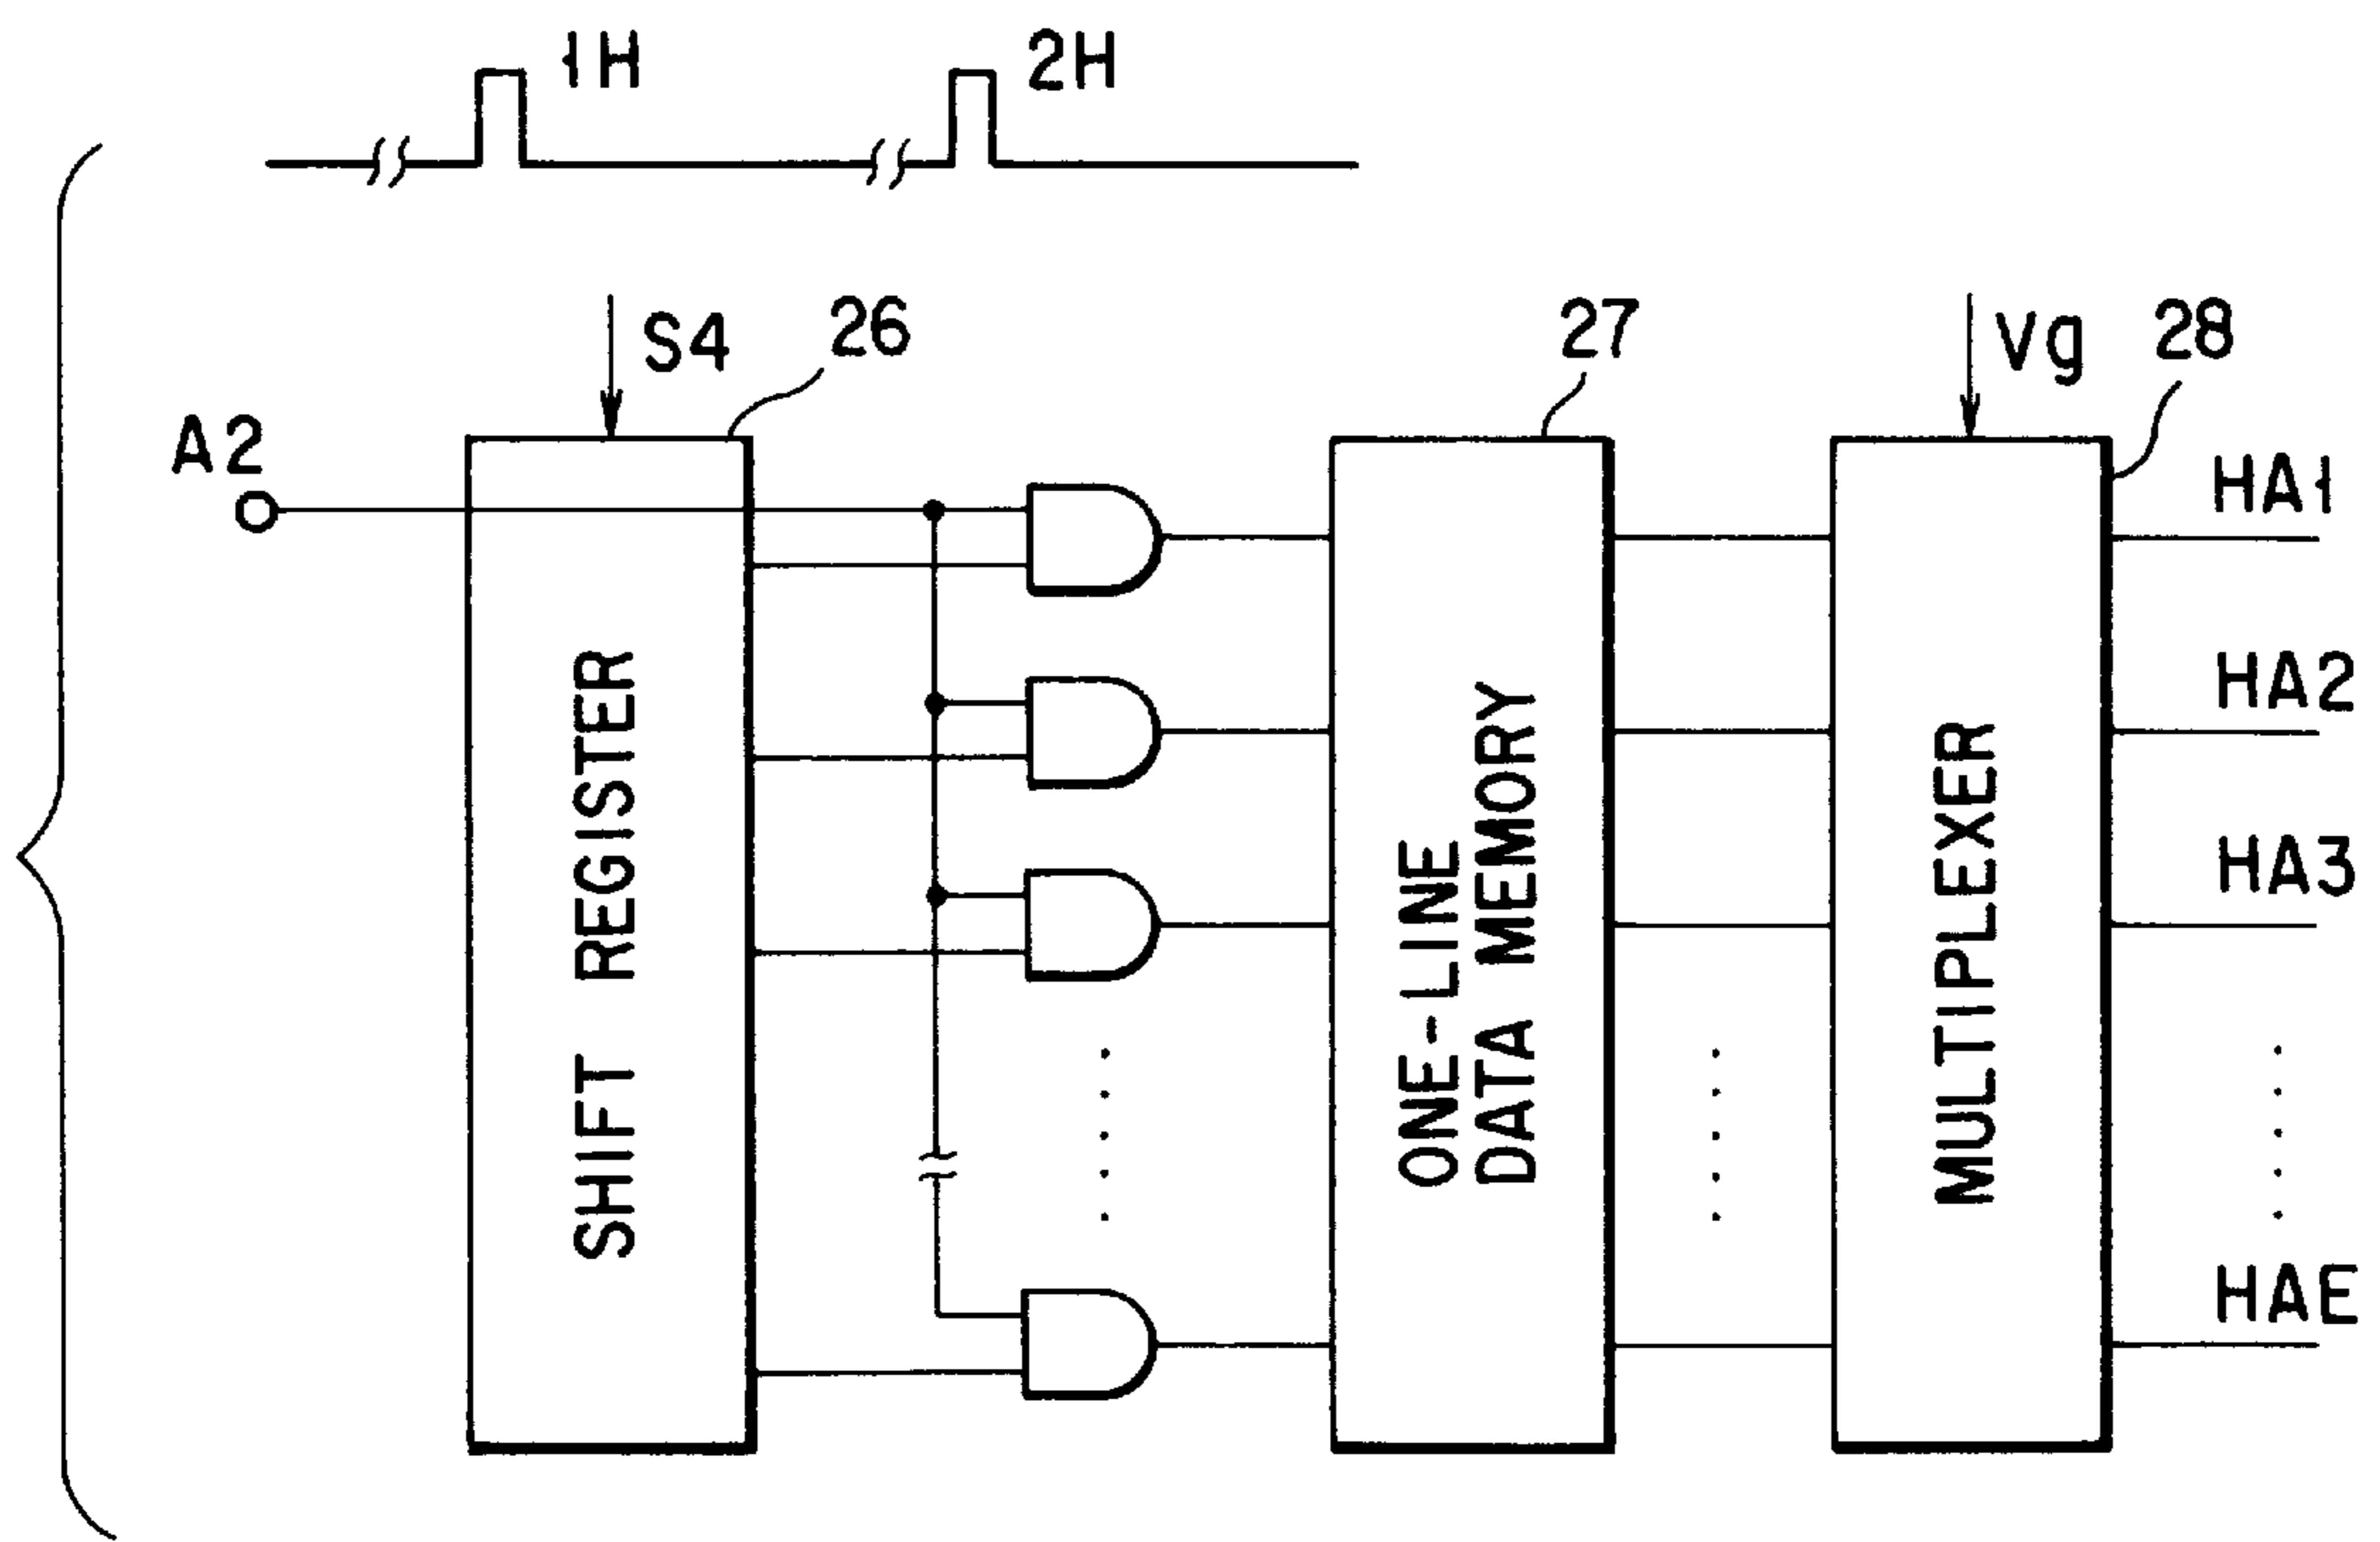 1H
2H
S4
26
27
Vg
28
A2
HA1
HA2
HA3
HAE
SHIFT REGISTER
ONE-LINE
DATA MEMORY
MULTIPLEXER